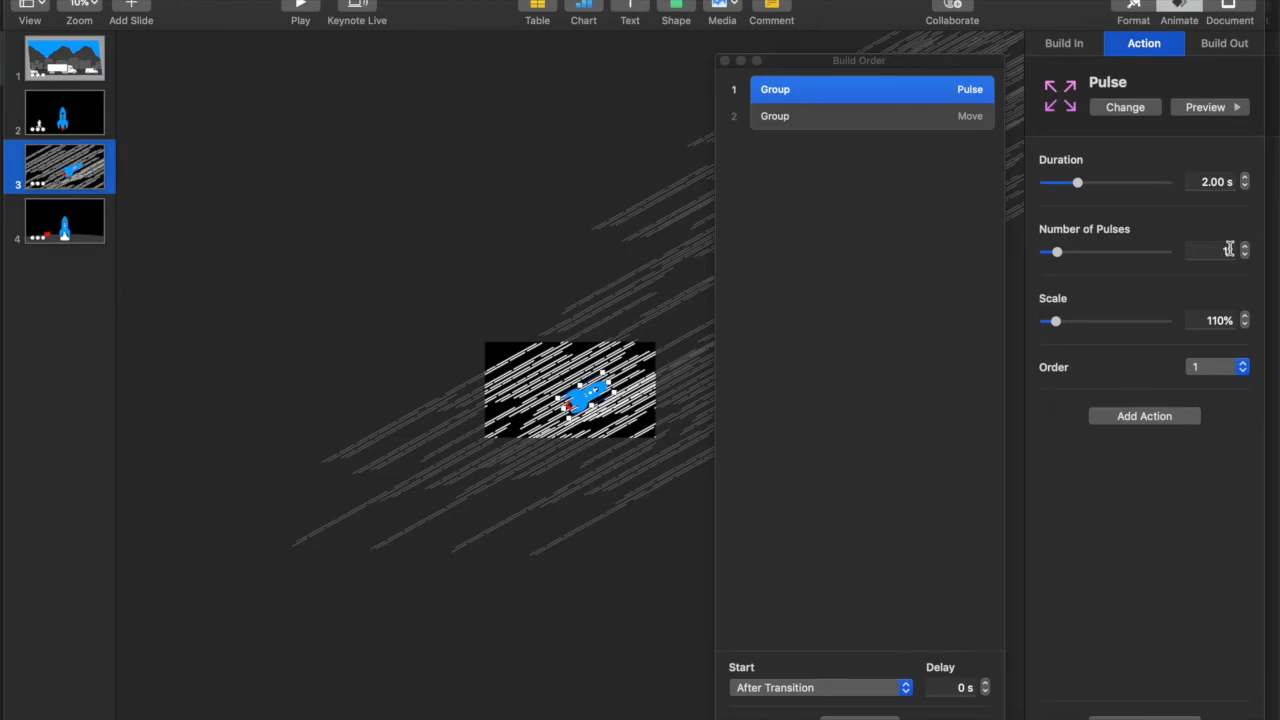 10%
View
Zoom
Add Slide
Play
Keynote Live
Table
Chart
Text
Shape
Media
Comment
Collaborate
Format
Animate
Document
1
2
3
4
Build Order
1 Group Pulse
2 Group Move
Start
Delay
After Transition
0 s
Build In
Action
Build Out
Pulse
Change
Preview
Duration
2.00 s
Number of Pulses
Scale
110%
Order
1
Add Action